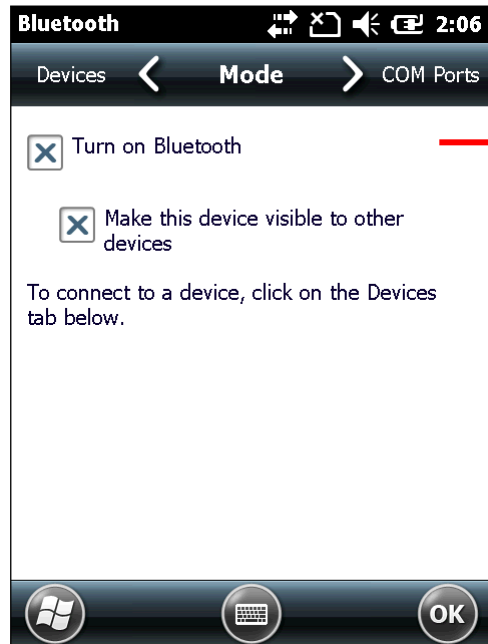 Bluetooth 2:06
Devices Mode COM Ports
Turn on Bluetooth
Make this device visible to other
devices
To connect to a device, click on the Devices
tab below.
OK